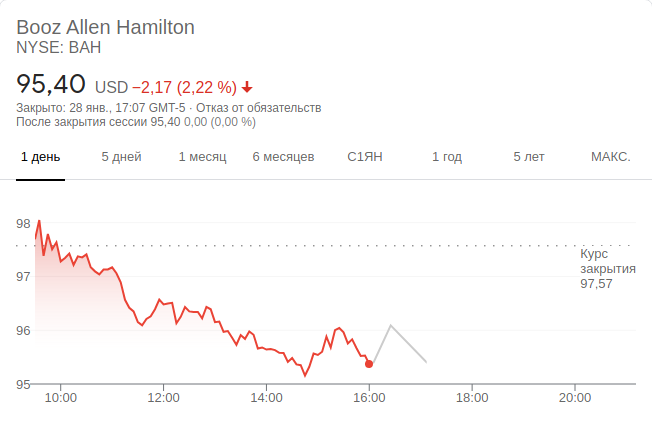 Booz Allen Hamilton
NYSE: BAH
95,40 USD −2,17 (2,22 %)
Закрыто: 28 янв., 17:07 GMT-5 · Отказ от обязательств
После закрытия сессии 95,40 0,00 (0,00 %)
1 день 5 дней 1 месяц 6 месяцев С1ЯН 1 год 5 лет МАКС.
98
Курс
закрытия
97,57
97
96
95
10:00 12:00 14:00 16:00 18:00 20:00